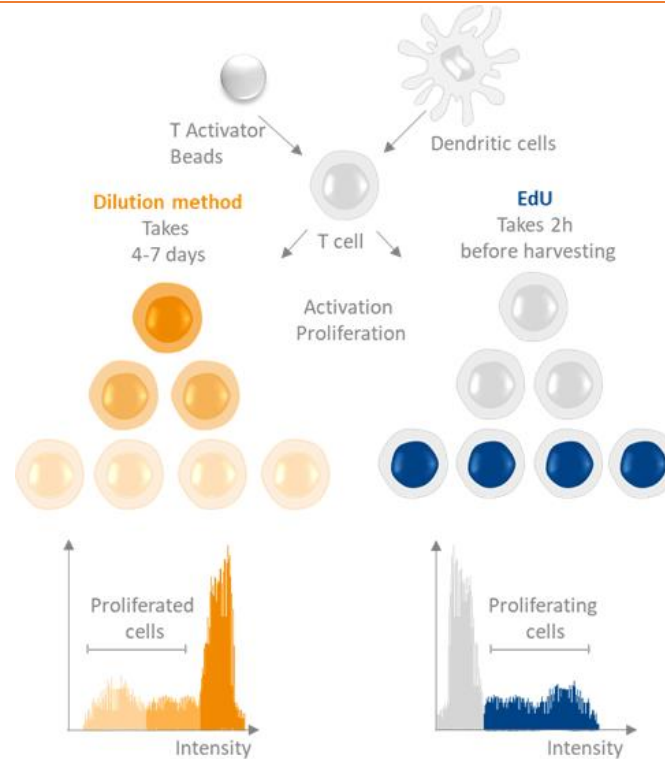 T Activator
Beads
Dendritic cells
T cell
Dilution method
Takes
4-7 days
EdU
Takes 2h
before harvesting
Activation
Proliferation
Proliferated
cells
Intensity
Proliferating
cells
Intensity